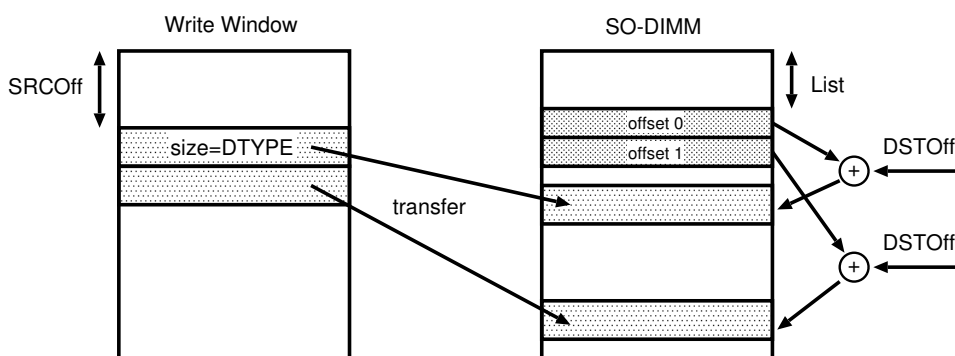 Write Window
SO-DIMM
SRCOff
List
offset 0
size=DTYPE
offset 1
DSTOff
+
transfer
DSTOff
+